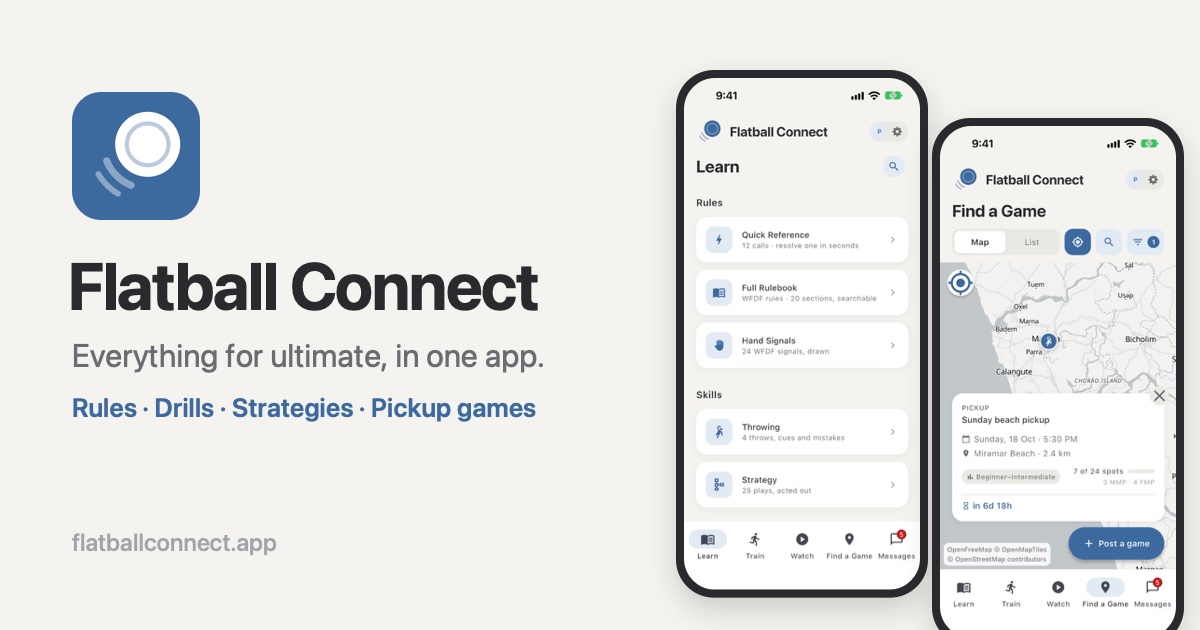 Flatball Connect
Everything for ultimate, in one app.
Rules · Drills · Strategies · Pickup games
flatballconnect.app
9:41
Flatball Connect
P
Learn
Rules
Quick Reference
12 calls · resolve one in seconds
Full Rulebook
WFDF rules · 20 sections, searchable
Hand Signals
24 WFDF signals, drawn
Skills
Throwing
4 throws, cues and mistakes
Strategy
25 plays, acted out
5
Learn Train Watch Find a Game Messages
9:41
Flatball Connect
P
Find a Game
Map List 1
Sal
Tuem
Usap
Oxel
Marna
Badem
Bicholim
Parra
Calangute
CHORÃO ISLAND
PICKUP
Sunday beach pickup
Sunday, 18 Oct · 5:30 PM
Miramar Beach · 2.4 km
Beginner–Intermediate 7 of 24 spots
3 MMP · 4 FMP
in 6d 18h
+ Post a game
OpenFreeMap © OpenMapTiles
© OpenStreetMap contributors
5
Learn Train Watch Find a Game Messages